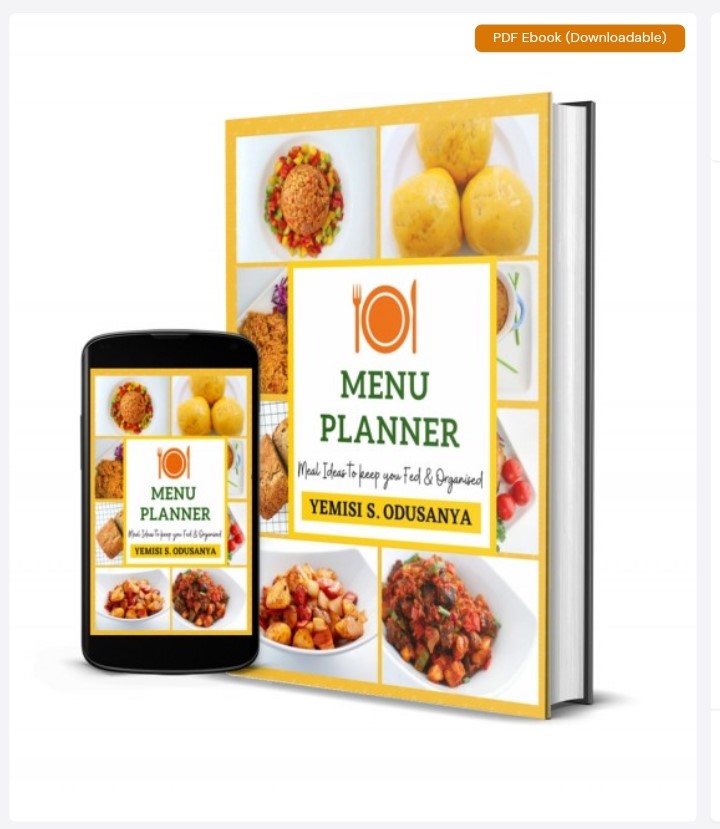 PDF Ebook (Downloadable)
MENU
PLANNER
Meal Ideas to keep you Fed & Organised
YEMISI S. ODUSANYA
MENU
PLANNER
Meal Ideas to keep you Fed & Organised
YEMISI S. ODUSANYA